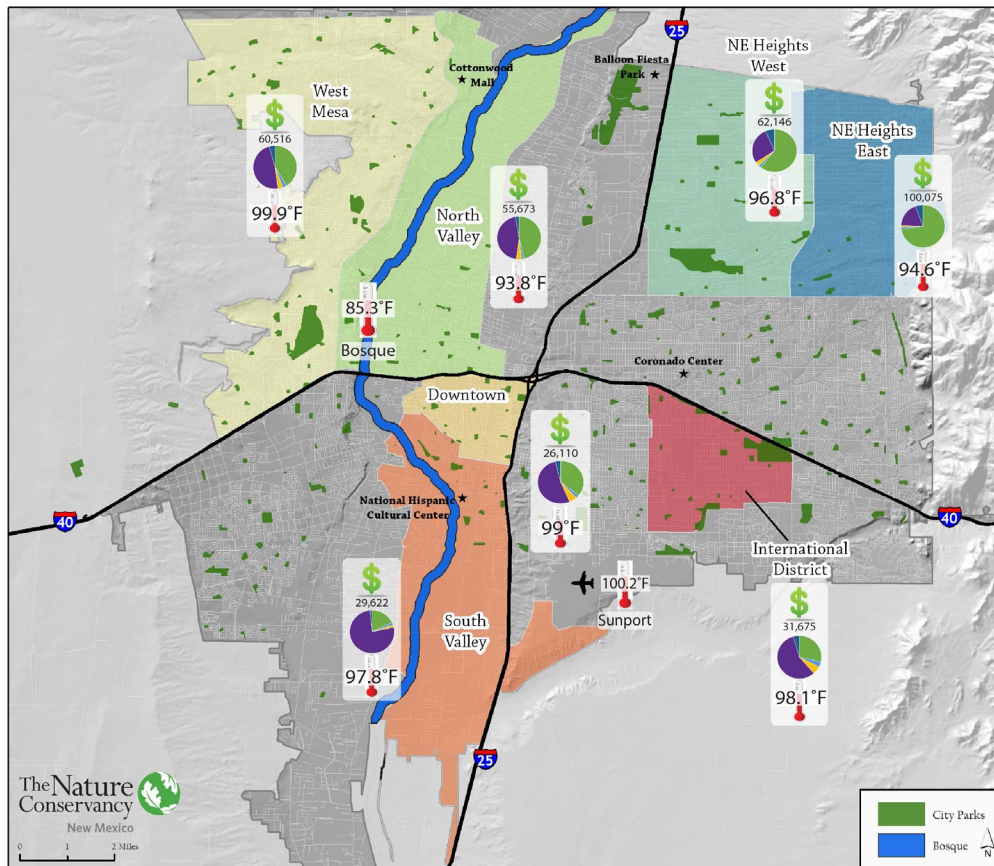 25
NE Heights
West
Balloon Fiesta
Park
Cottonwood
Mall
$
62,146
96.8°F
West
Mesa
$
60,516
99.9°F
NE Heights
East
$
100,075
94.6°F
$
55,673
93.8°F
North
Valley
85.3°F
Bosque
Coronado Center
Downtown
$
26,110
99°F
National Hispanic
Cultural Center
40
40
International
District
$
29,622
97.8°F
100.2°F
Sunport
$
31,675
98.1°F
South
Valley
25
The Nature
Conservancy
New Mexico
0 1 2 Miles
City Parks
Bosque
N